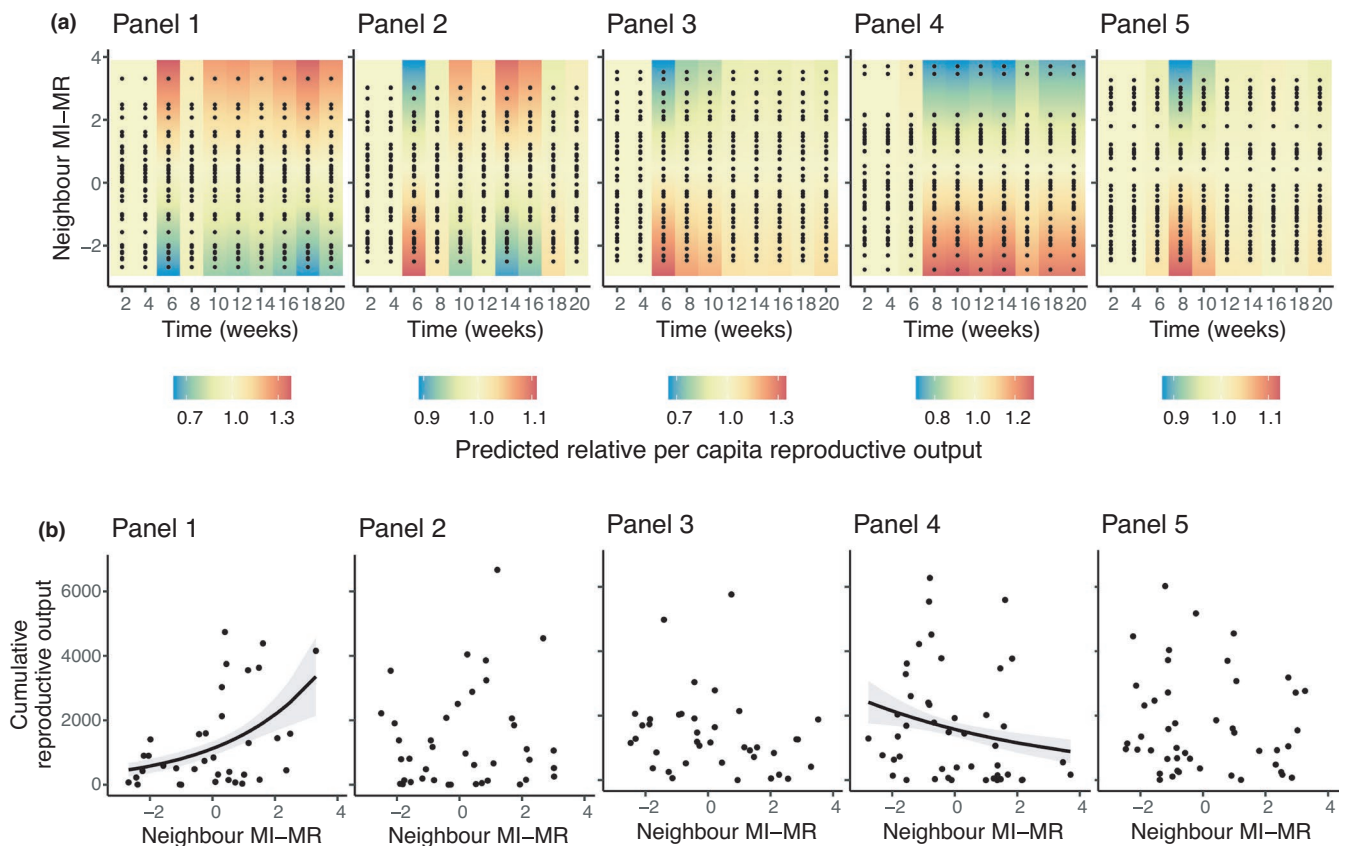 (a) Panel 1 Panel 2 Panel 3 Panel 4 Panel 5
Neighbour MI–MR
4
2
0
−2
2 4 6 8 10 12 14 16 18 20 2 4 6 8 10 12 14 16 18 20 2 4 6 8 10 12 14 16 18 20 2 4 6 8 10 12 14 16 18 20 2 4 6 8 10 12 14 16 18 20
Time (weeks) Time (weeks) Time (weeks) Time (weeks) Time (weeks)
0.7 1.0 1.3 0.9 1.0 1.1 0.7 1.0 1.3 0.8 1.0 1.2 0.9 1.0 1.1
Predicted relative per capita reproductive output
(b) Panel 1 Panel 2 Panel 3 Panel 4 Panel 5
Cumulative
reproductive output
6000
4000
2000
0
−2 0 2 4 −2 0 2 4 −2 0 2 4 −2 0 2 4 −2 0 2 4
Neighbour MI–MR Neighbour MI–MR Neighbour MI–MR Neighbour MI–MR Neighbour MI–MR